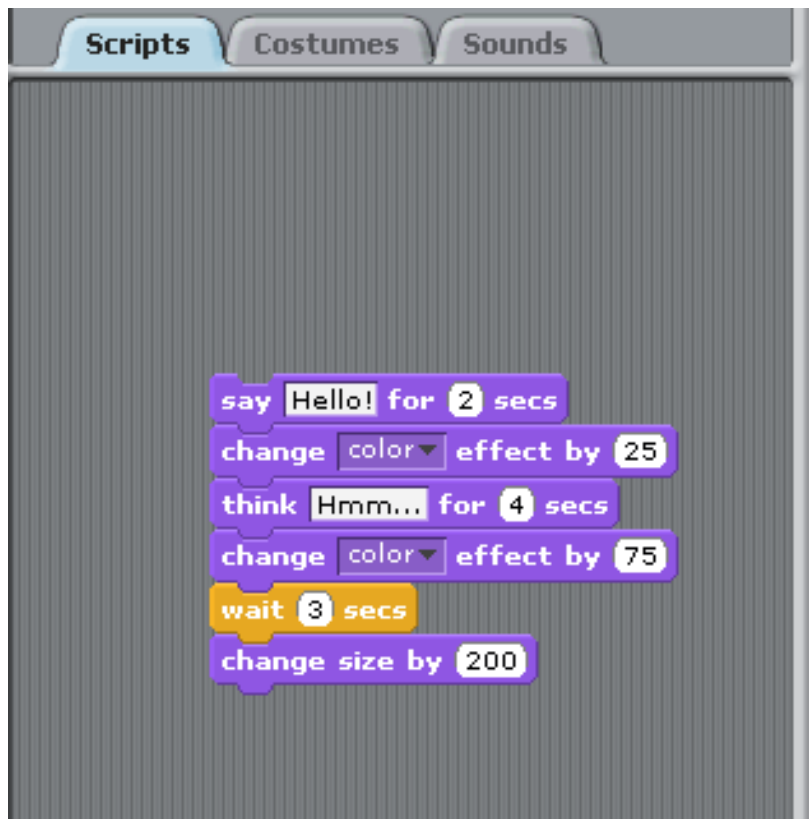 Scripts Costumes Sounds
say Hello! for 2 secs
change color effect by 25
think Hmm... for 4 secs
change color effect by 75
wait 3 secs
change size by 200